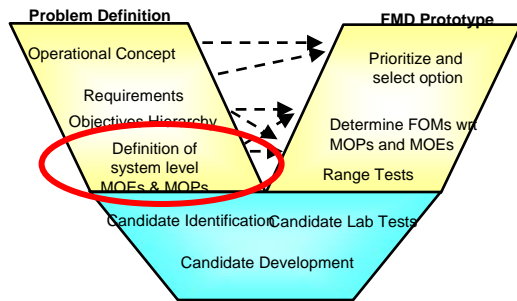 Problem Definition
Operational Concept
Requirements
Objectives Hierarchy
Definition of
system level
MOEs & MOPs
EMD Prototype
Prioritize and
select option
Determine FOMs wrt
MOPs and MOEs
Range Tests
Candidate Identification
Candidate Lab Tests
Candidate Development